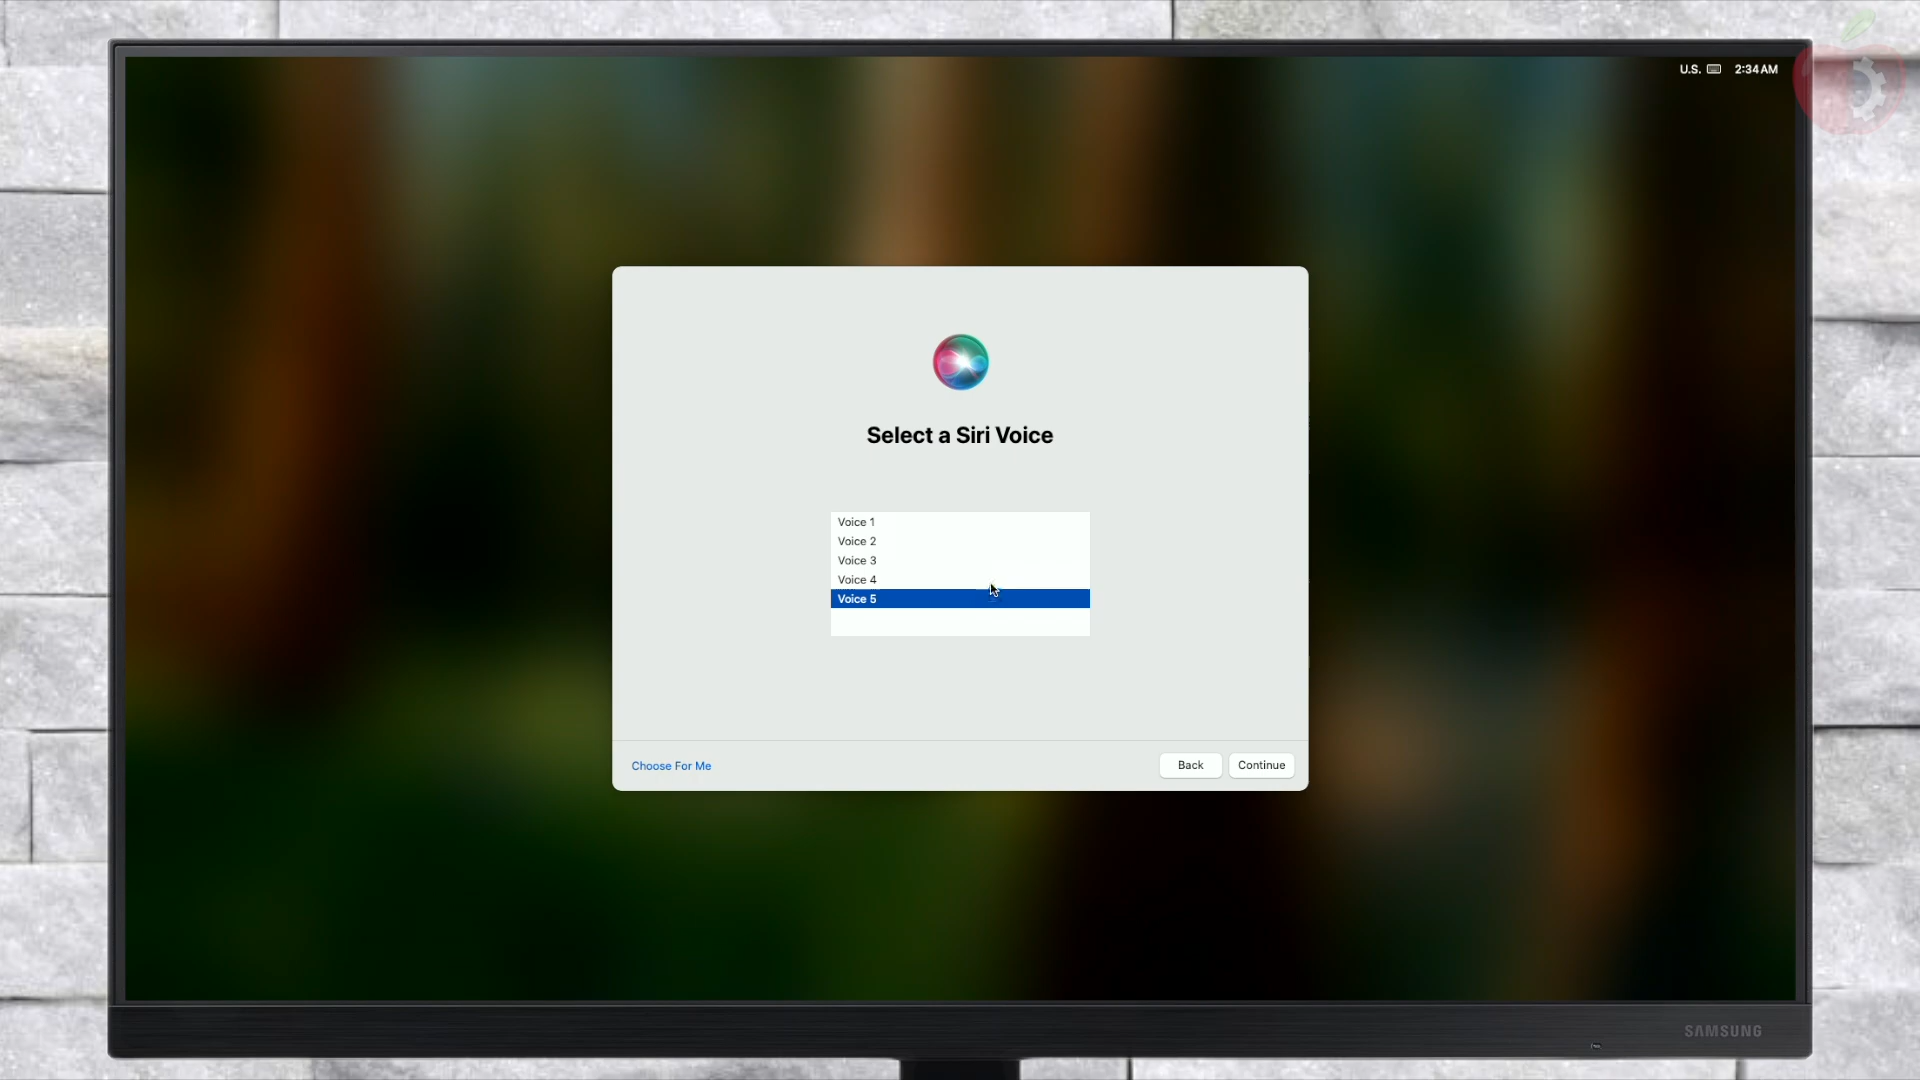 U.S. 2:34 AM
Select a Siri Voice
Voice 1
Voice 2
Voice 3
Voice 4
Voice 5
Choose For Me
Back
Continue
SAMSUNG